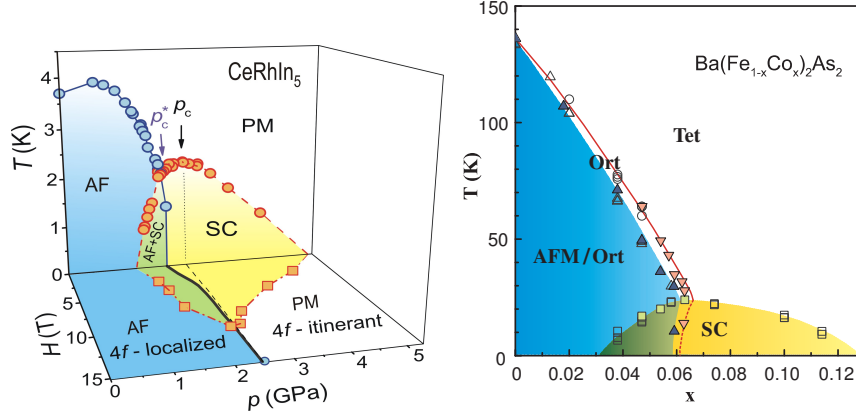 CeRhIn5
pc*
pc
PM
AF
AF+SC
SC
AF
4f - localized
PM
4f - itinerant
T(K)
4
3
2
1
0
H(T)
5
10
15
0
1
2
3
4
5
p (GPa)
Ba(Fe1-xCox)2As2
Tet
Ort
AFM/Ort
SC
T (K)
150
100
50
0
0
0.02
0.04
0.06
0.08
0.10
0.12
x